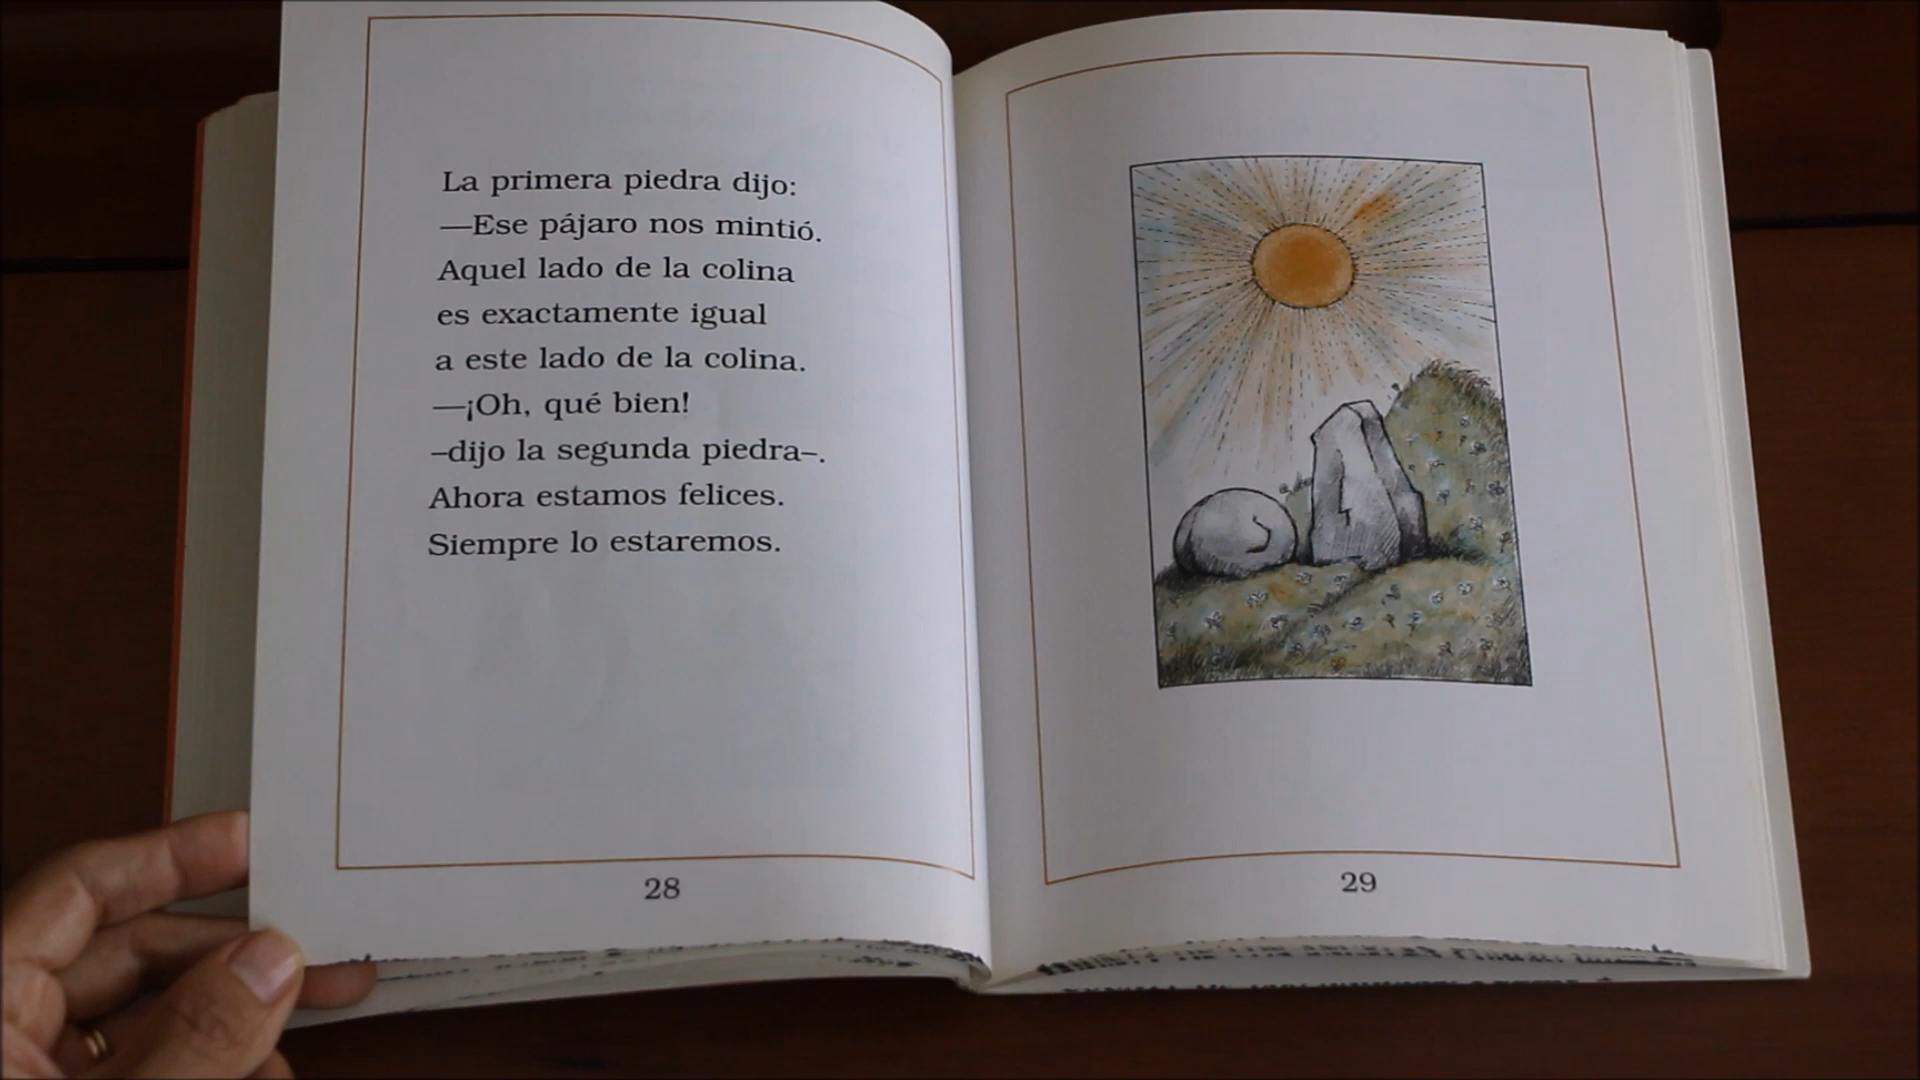 La primera piedra dijo:
—Ese pájaro nos mintió.
Aquel lado de la colina
es exactamente igual
a este lado de la colina.
—¡Oh, qué bien!
–dijo la segunda piedra–.
Ahora estamos felices.
Siempre lo estaremos.
28
29